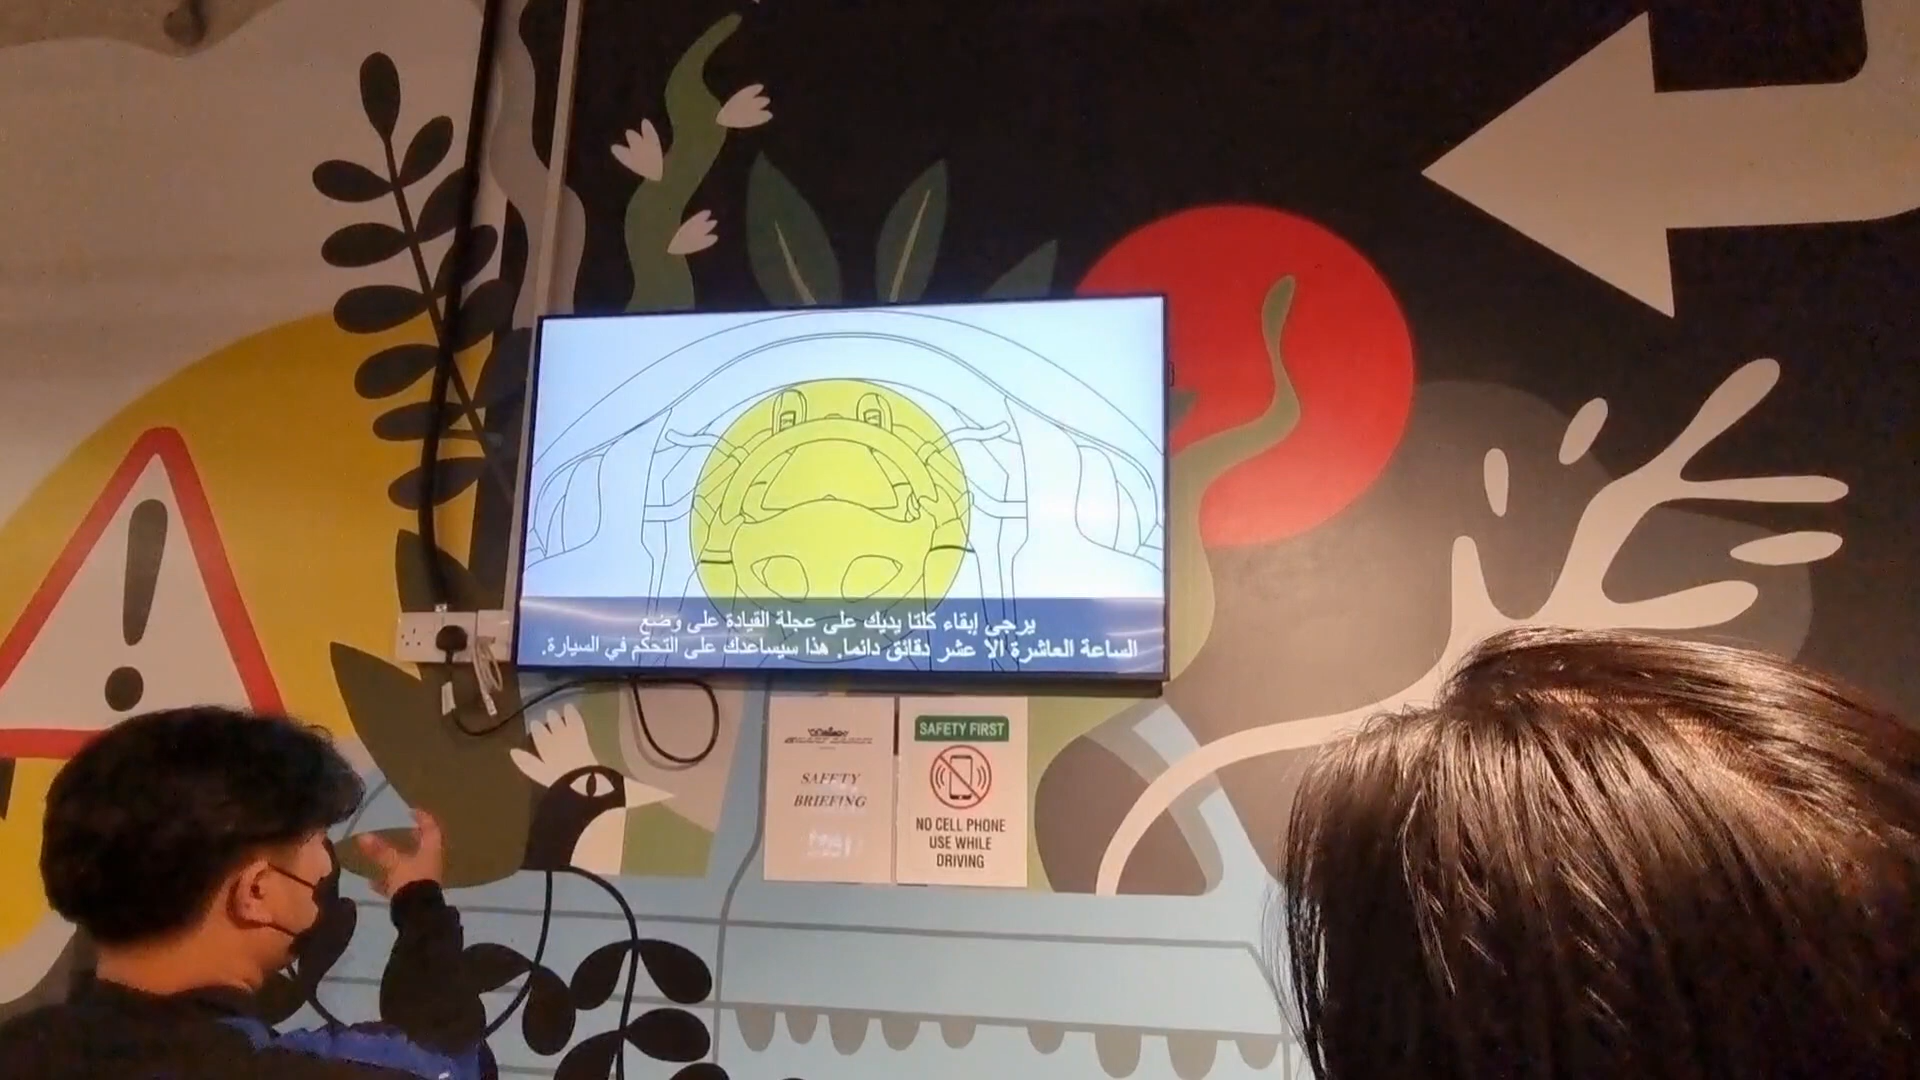 يرجى إبقاء كلتا يديك على عجلة القيادة على وضع
الساعة العاشرة الا عشر دقائق دائما. هذا سيساعدك على التحكم في السيارة.
SAFETY
BRIEFING
SAFETY FIRST
NO CELL PHONE
USE WHILE
DRIVING